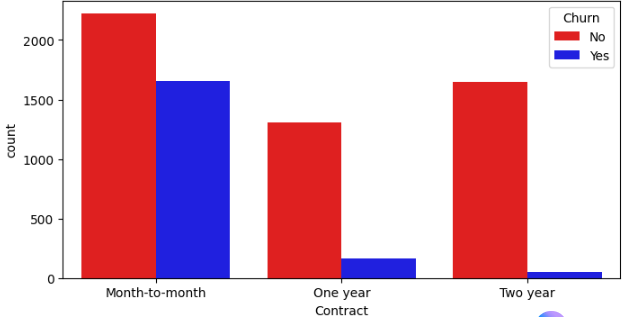 Churn
No
Yes
2000
1500
1000
500
0
count
Month-to-month
One year
Two year
Contract